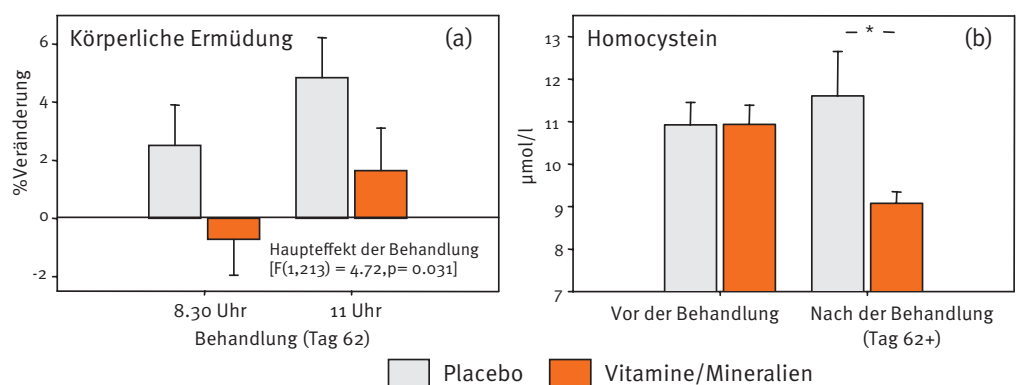 Körperliche Ermüdung (a)
%Veränderung
6
4
2
0
-2
Haupteffekt der Behandlung
[F(1,213) = 4.72,p= 0.031]
8.30 Uhr
11 Uhr
Behandlung (Tag 62)
Homocystein (b)
*
µmol/l
13
12
11
10
9
8
7
Vor der Behandlung
Nach der Behandlung
(Tag 62+)
Placebo
Vitamine/Mineralien